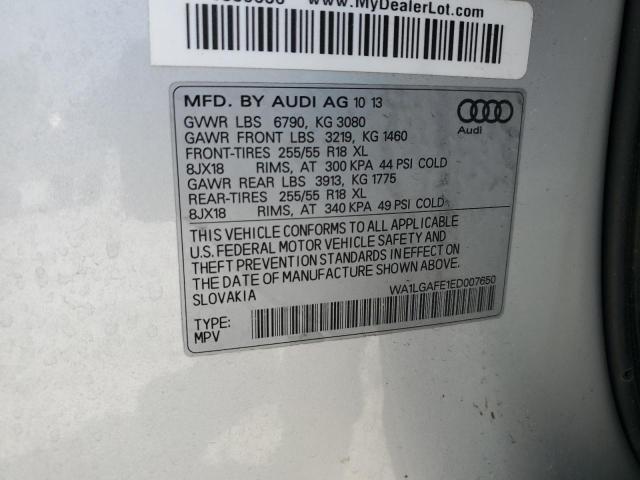 www.MyDealerLot.com
MFD. BY AUDI AG 10 13
GVWR LBS 6790, KG 3080
GAWR FRONT LBS 3219, KG 1460
FRONT-TIRES 255/55 R18 XL
8JX18 RIMS, AT 300 KPA 44 PSI COLD
GAWR REAR LBS 3913, KG 1775
REAR-TIRES 255/55 R18 XL
8JX18 RIMS, AT 340 KPA 49 PSI COLD
Audi
THIS VEHICLE CONFORMS TO ALL APPLICABLE
U.S. FEDERAL MOTOR VEHICLE SAFETY AND
THEFT PREVENTION STANDARDS IN EFFECT ON
THE DATE OF MANUFACTURE SHOWN ABOVE.
SLOVAKIA
WA1LGAFE1ED007650
TYPE:
MPV